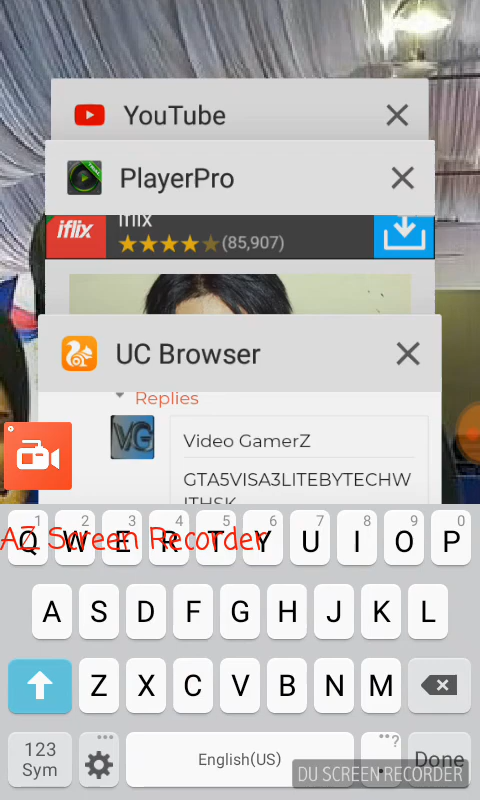 YouTube
PlayerPro
iflix
iflix
(85,907)
UC Browser
Replies
VG
Video GamerZ
GTA5VISA3LITEBYTECHW
ITHSK
AZ Screen Recorder
1 2 3 4 5 6 7 8 9 0
Q W E R T Y U I O P
A S D F G H J K L
Z X C V B N M
123
Sym
English(US)
.
?
Done
DU SCREEN RECORDER